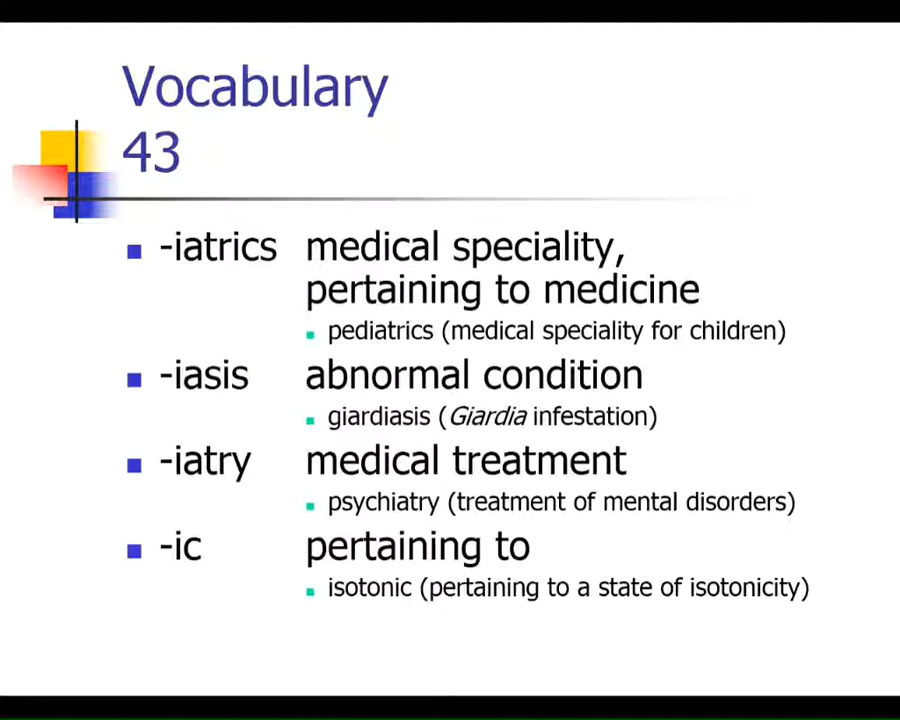 Vocabulary
43
-iatrics medical speciality,
pertaining to medicine
pediatrics (medical speciality for children)
-iasis abnormal condition
giardiasis (Giardia infestation)
-iatry medical treatment
psychiatry (treatment of mental disorders)
-ic pertaining to
isotonic (pertaining to a state of isotonicity)